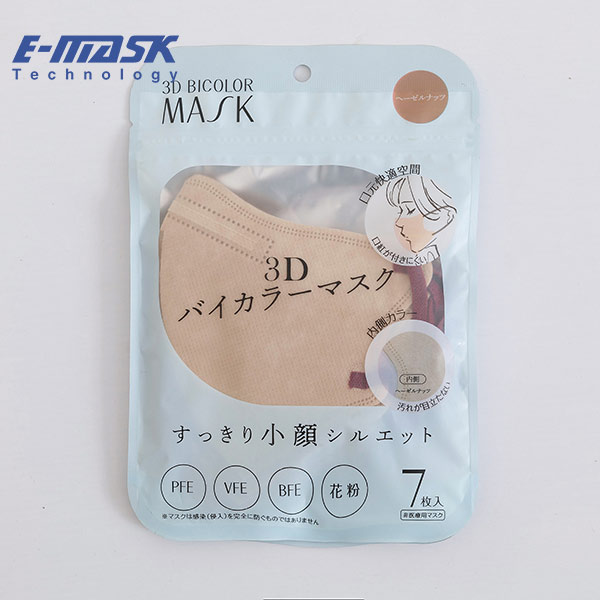 E-MASK
Technology
3D BICOLOR
MASK
ヘーゼルナッツ
口元快適空間
口紅が付きにくい
3D
バイカラーマスク
内側カラー
内側
ヘーゼルナッツ
汚れが目立たない
すっきり小顔シルエット
PFE
VFE
BFE
花粉
7枚入
非医療用マスク
※マスクは感染(侵入)を完全に防ぐものではありません